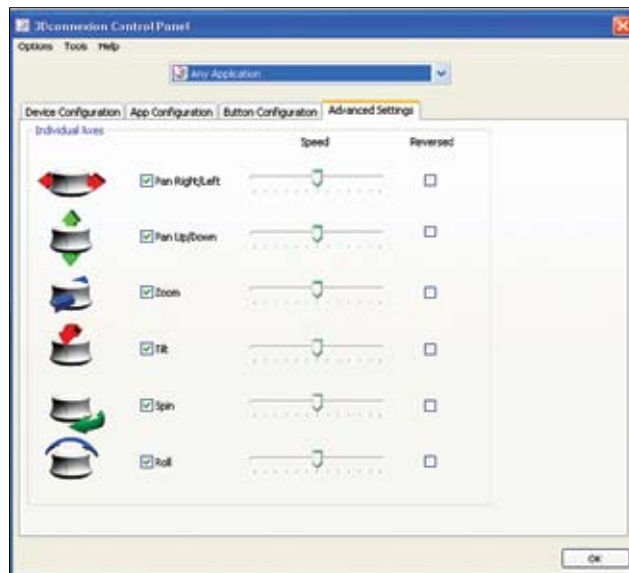 3Dconnexion Control Panel
Options Tools Help
Any Application
Device Configuration App Configuration Button Configuration Advanced Settings
Individual Axes
Speed Reversed
Pan Right/Left
Pan Up/Down
Zoom
Tilt
Spin
Roll
OK